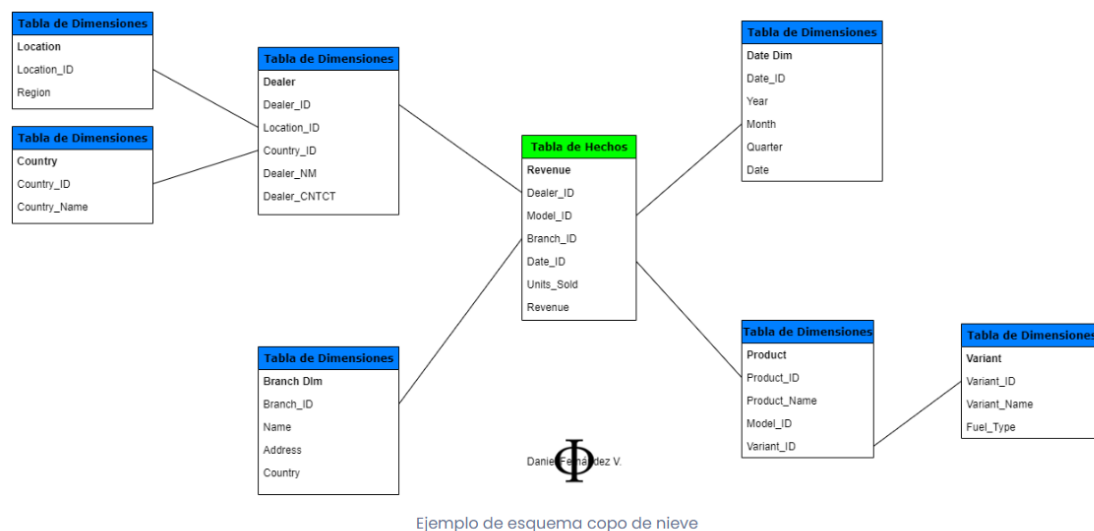 Tabla de Dimensiones
Location
Location_ID
Region
Tabla de Dimensiones
Country
Country_ID
Country_Name
Tabla de Dimensiones
Dealer
Dealer_ID
Location_ID
Country_ID
Dealer_NM
Dealer_CNTCT
Tabla de Dimensiones
Branch DIm
Branch_ID
Name
Address
Country
Tabla de Hechos
Revenue
Dealer_ID
Model_ID
Branch_ID
Date_ID
Units_Sold
Revenue
Tabla de Dimensiones
Date Dim
Date_ID
Year
Month
Quarter
Date
Tabla de Dimensiones
Product
Product_ID
Product_Name
Model_ID
Variant_ID
Tabla de Dimensiones
Variant
Variant_ID
Variant_Name
Fuel_Type
Daniel Fernández V.
Ejemplo de esquema copo de nieve